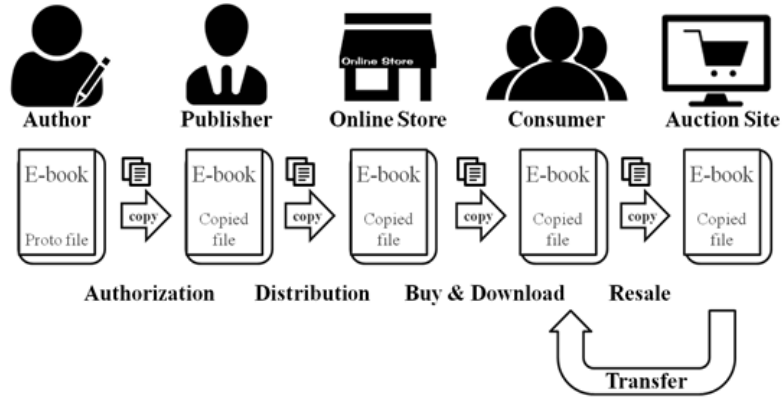 Online Store
Author
Publisher
Online Store
Consumer
Auction Site
E-book
Proto file
copy
E-book
Copied
file
copy
E-book
Copied
file
copy
E-book
Copied
file
copy
E-book
Copied
file
Authorization
Distribution
Buy & Download
Resale
Transfer